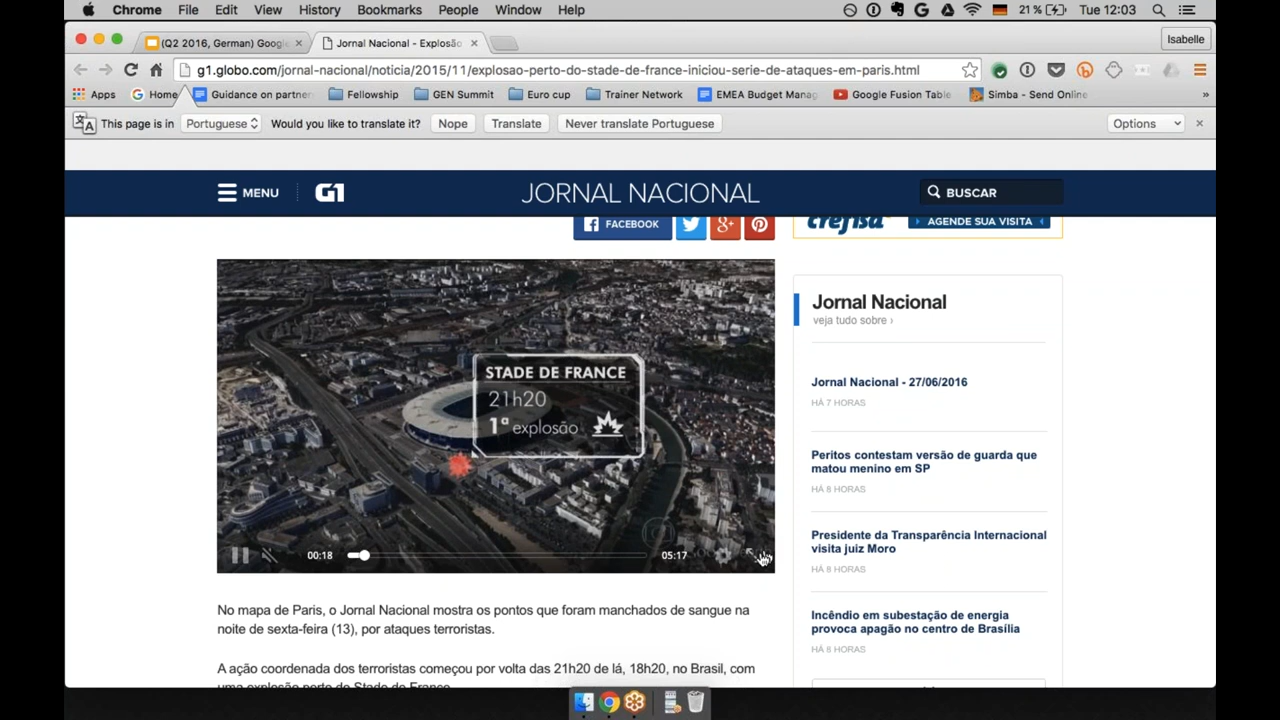 Chrome File Edit View History Bookmarks People Window Help 21 % Tue 12:03
(Q2 2016, German) Google
Jornal Nacional - Explosão
Isabelle
g1.globo.com/jornal-nacional/noticia/2015/11/explosao-perto-do-stade-de-france-iniciou-serie-de-ataques-em-paris.html
Apps Home Guidance on partner Fellowship GEN Summit Euro cup Trainer Network EMEA Budget Manag Google Fusion Table Simba - Send Online »
This page is in Portuguese Would you like to translate it? Nope Translate Never translate Portuguese Options
MENU G1 JORNAL NACIONAL BUSCAR
FACEBOOK
crefisa AGENDE SUA VISITA
STADE DE FRANCE
21h20
1ª explosão
00:18 05:17
Jornal Nacional
veja tudo sobre ›
Jornal Nacional - 27/06/2016
HÁ 7 HORAS
Peritos contestam versão de guarda que
matou menino em SP
HÁ 8 HORAS
Presidente da Transparência Internacional
visita juiz Moro
HÁ 8 HORAS
Incêndio em subestação de energia
provoca apagão no centro de Brasília
HÁ 8 HORAS
No mapa de Paris, o Jornal Nacional mostra os pontos que foram manchados de sangue na
noite de sexta-feira (13), por ataques terroristas.
A ação coordenada dos terroristas começou por volta das 21h20 de lá, 18h20, no Brasil, com
uma explosão perto do Stade de France.